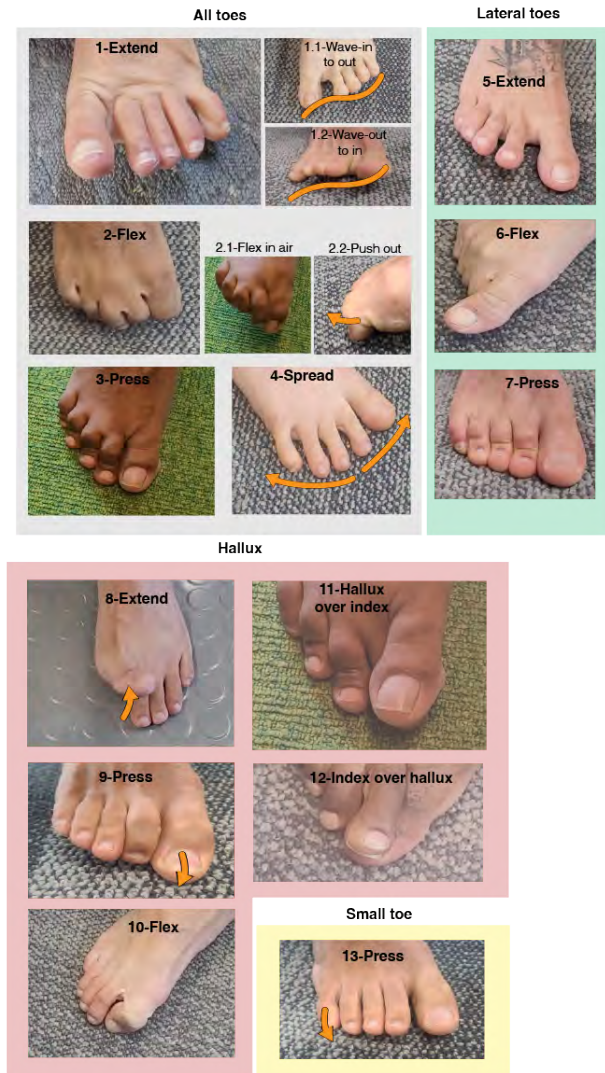 All toes
Lateral toes
1-Extend
1.1-Wave-in
to out
1.2-Wave-out
to in
5-Extend
2-Flex
2.1-Flex in air
2.2-Push out
6-Flex
3-Press
4-Spread
7-Press
Hallux
8-Extend
11-Hallux
over index
9-Press
12-Index over hallux
10-Flex
Small toe
13-Press